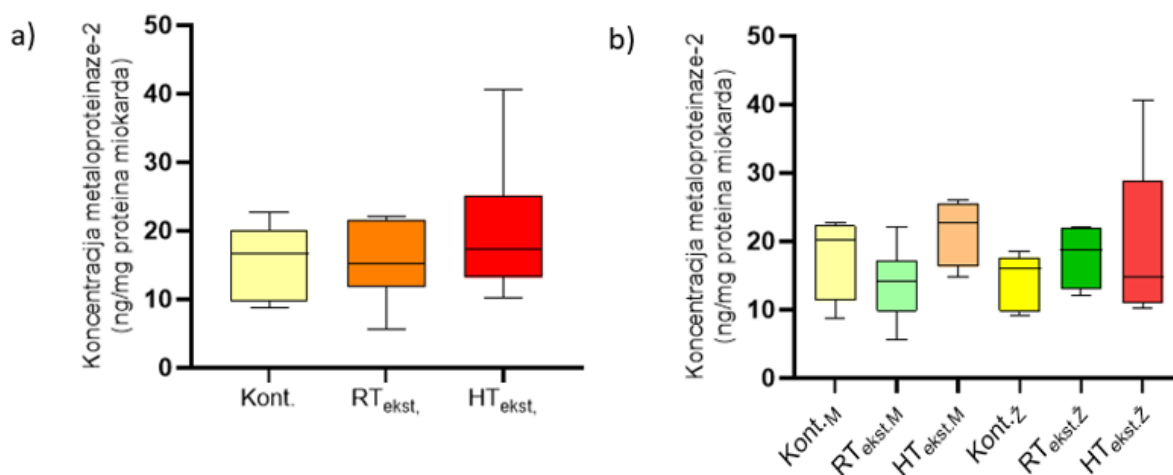 a)
Koncentracija metaloproteinaze-2
(ng/mg proteina miokarda)
50
40
30
20
10
0
Kont.
RTekst,
HTekst,
b)
Koncentracija metaloproteinaze-2
(ng/mg proteina miokarda)
50
40
30
20
10
0
Kont.M
RTekst.M
HTekst.M
Kont.Ž
RTekst.Ž
HTekst.Ž